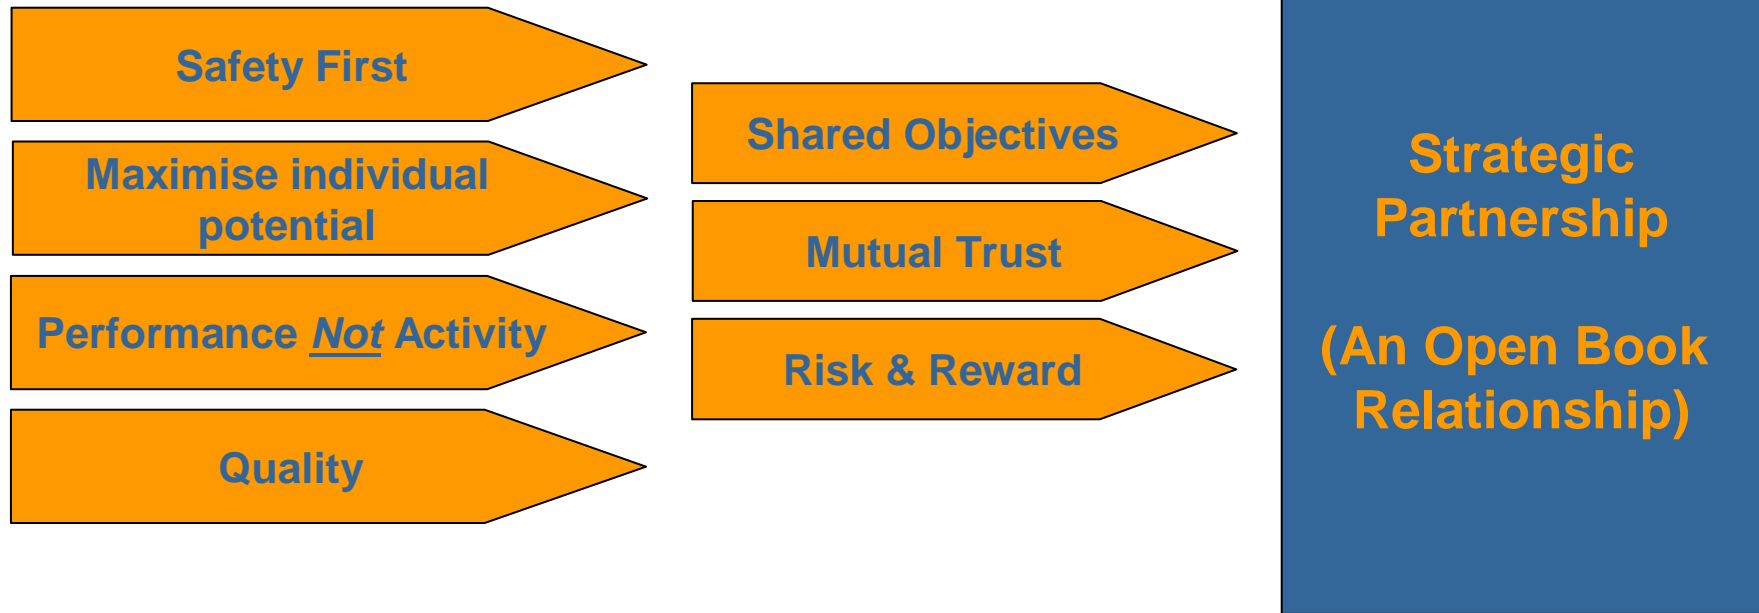 Safety First
Maximise individual
potential
Performance Not Activity
Quality
Shared Objectives
Mutual Trust
Risk & Reward
Strategic
Partnership
(An Open Book
Relationship)